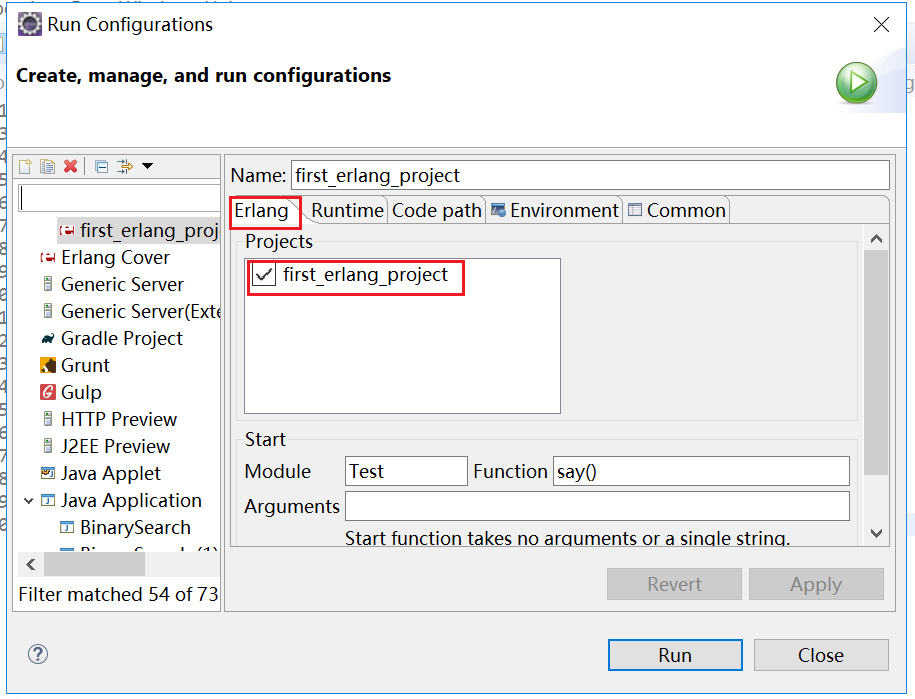 Run Configurations
Create, manage, and run configurations
Name: first_erlang_project
Erlang Runtime Code path Environment Common
Projects
first_erlang_project
first_erlang_proj
Erlang Cover
Generic Server
Generic Server(Exte
Gradle Project
Grunt
Gulp
HTTP Preview
J2EE Preview
Java Applet
Java Application
BinarySearch
Start
Module Test Function say()
Arguments
Start function takes no arguments or a single string.
Filter matched 54 of 73
Revert Apply
Run Close